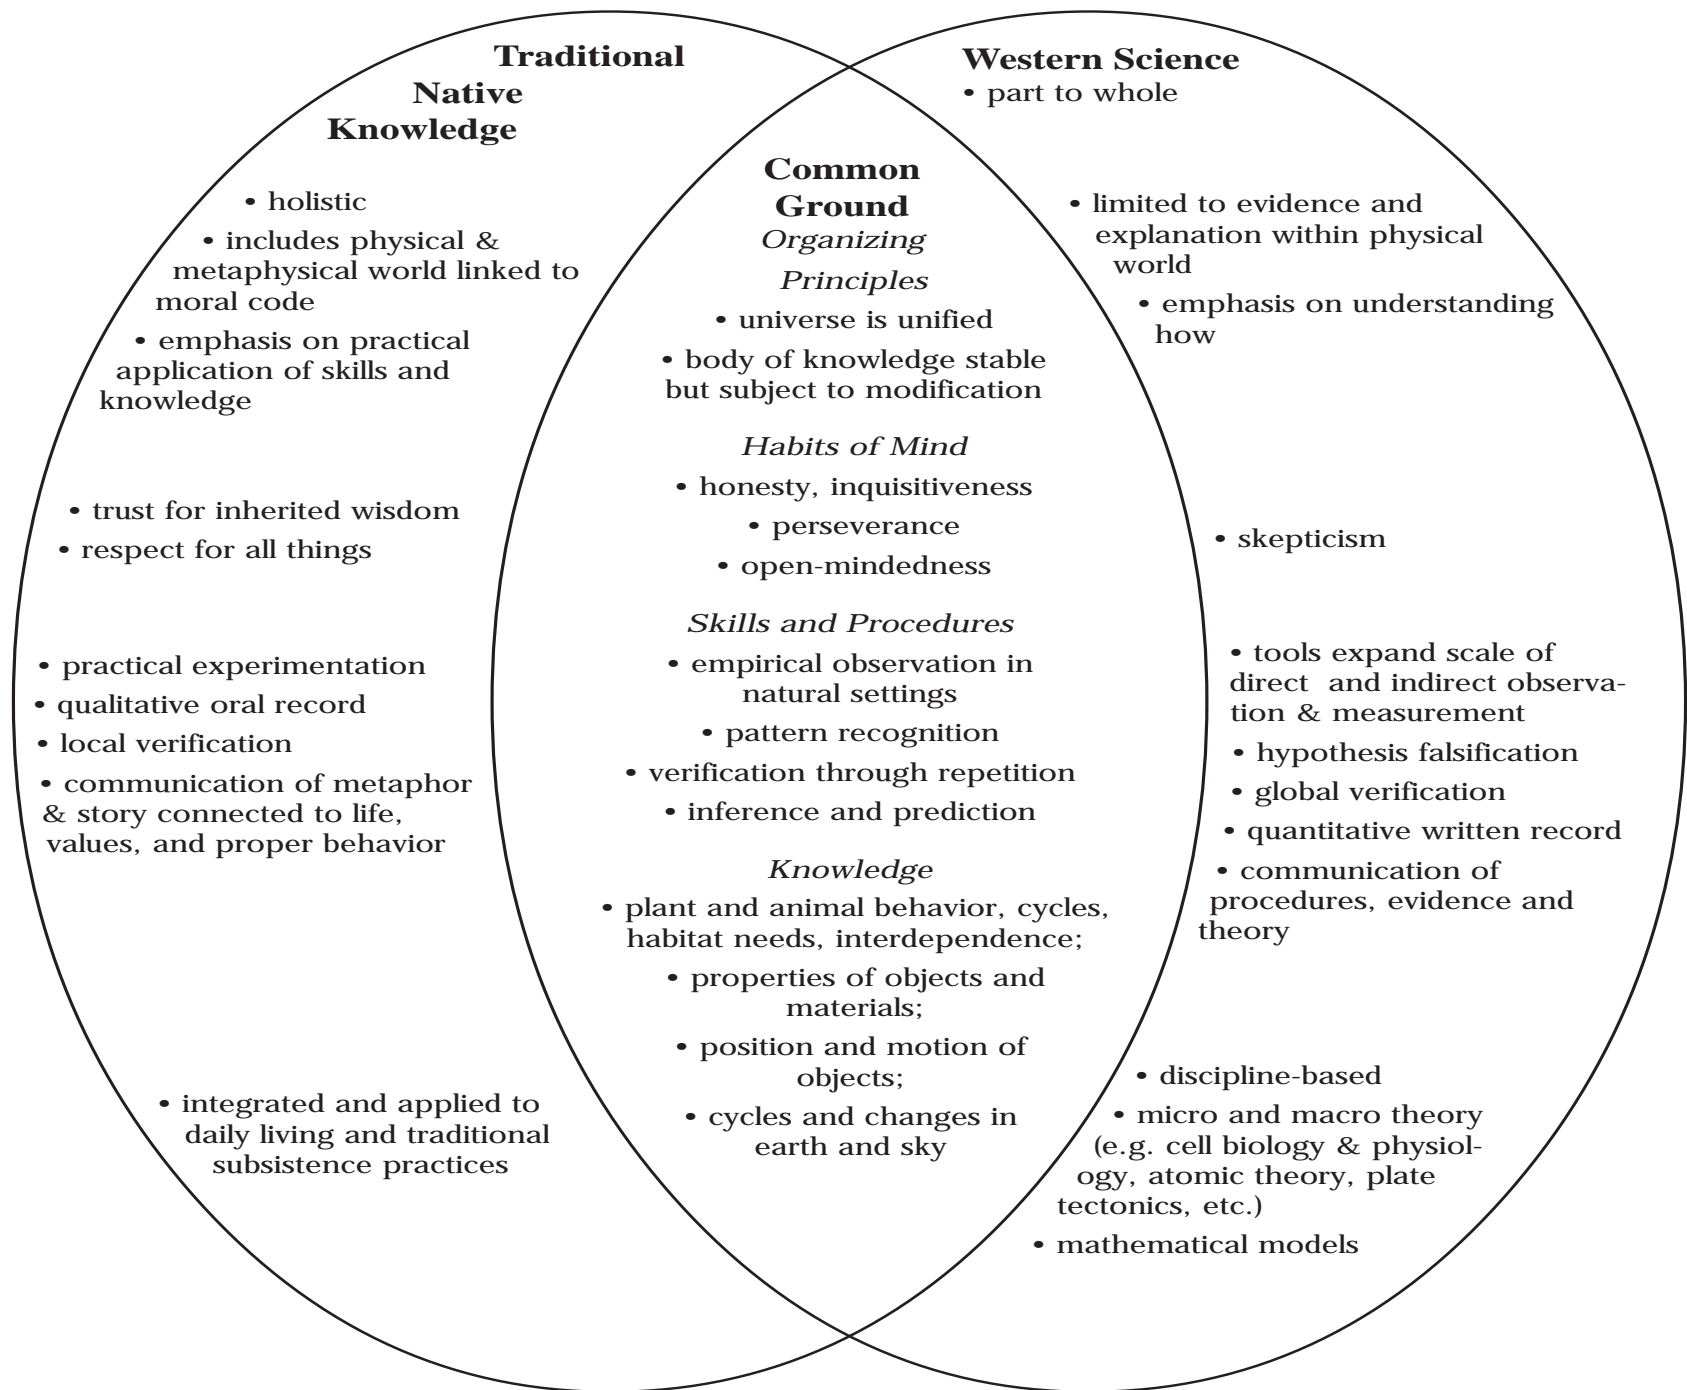 Traditional
Native
Knowledge
• holistic
• includes physical &
metaphysical world linked to
moral code
• emphasis on practical
application of skills and
knowledge
• trust for inherited wisdom
• respect for all things
• practical experimentation
• qualitative oral record
• local verification
• communication of metaphor
& story connected to life,
values, and proper behavior
• integrated and applied to
daily living and traditional
subsistence practices
Common
Ground
Organizing
Principles
• universe is unified
• body of knowledge stable
but subject to modification
Habits of Mind
• honesty, inquisitiveness
• perseverance
• open-mindedness
Skills and Procedures
• empirical observation in
natural settings
• pattern recognition
• verification through repetition
• inference and prediction
Knowledge
• plant and animal behavior, cycles,
habitat needs, interdependence;
• properties of objects and
materials;
• position and motion of
objects;
• cycles and changes in
earth and sky
Western Science
• part to whole
• limited to evidence and
explanation within physical
world
• emphasis on understanding
how
• skepticism
• tools expand scale of
direct and indirect observa-
tion & measurement
• hypothesis falsification
• global verification
• quantitative written record
• communication of
procedures, evidence and
theory
• discipline-based
• micro and macro theory
(e.g. cell biology & physiol-
ogy, atomic theory, plate
tectonics, etc.)
• mathematical models